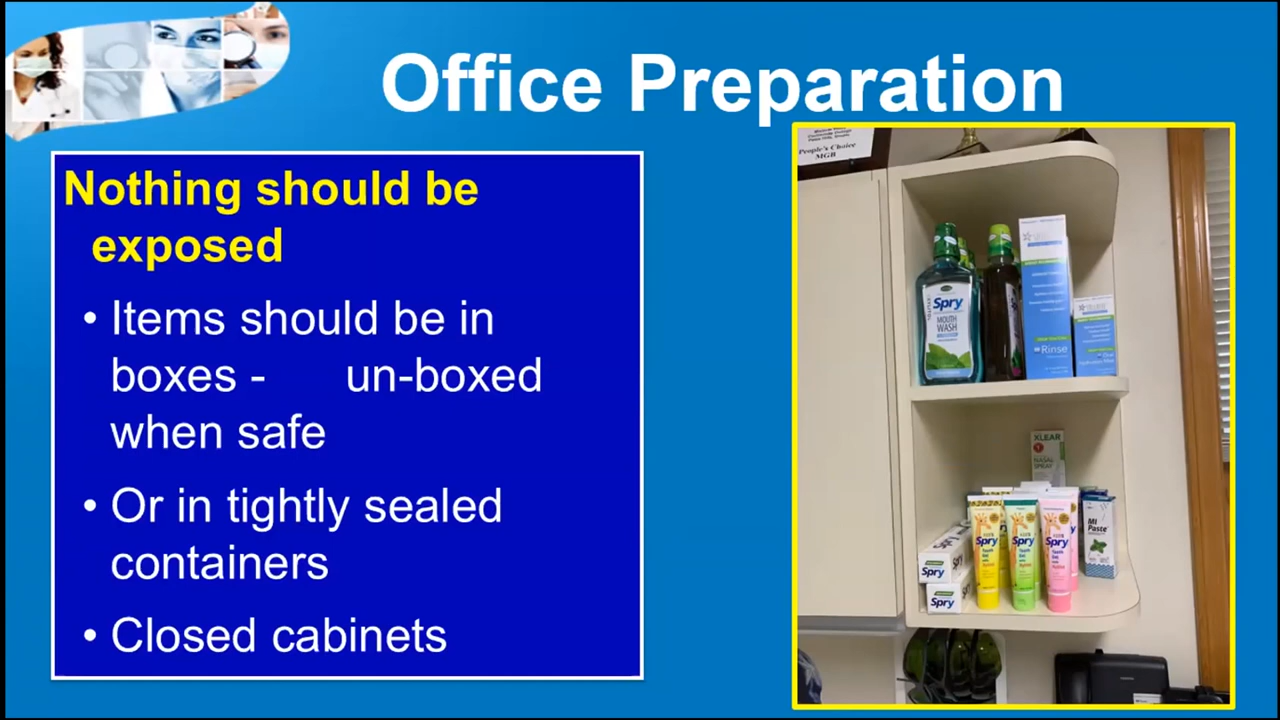 Office Preparation
Nothing should be
exposed
• Items should be in
boxes - un-boxed
when safe
• Or in tightly sealed
containers
• Closed cabinets
People's Choice
MGB
Spry
MOUTH
WASH
Rinse
XLEAR
NASAL
SPRAY
Spry
Spry
Spry
MI
Paste
Spry
Spry